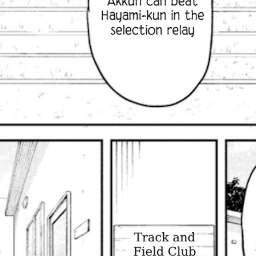 Akkun can beat
Hayami-kun in the
selection relay
Track and
Field Club